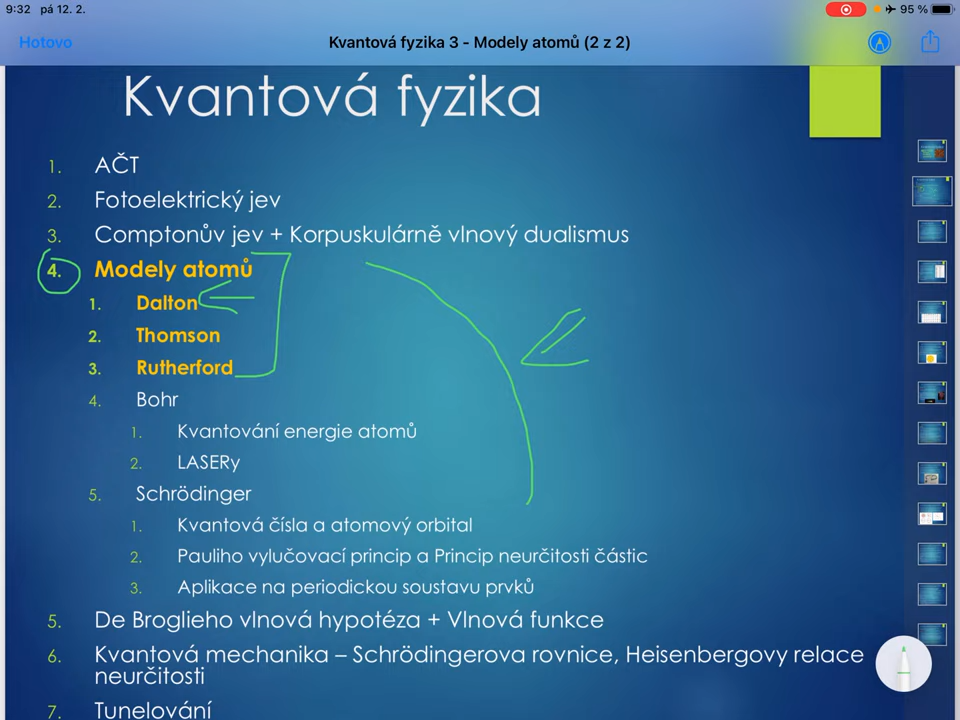 9:32 pá 12. 2.
95 %
Hotovo
Kvantová fyzika 3 - Modely atomů (2 z 2)
Kvantová fyzika
1. AČT
2. Fotoelektrický jev
3. Comptonův jev + Korpuskulárně vlnový dualismus
4. Modely atomů
1. Dalton
2. Thomson
3. Rutherford
4. Bohr
1. Kvantování energie atomů
2. LASERy
5. Schrödinger
1. Kvantová čísla a atomový orbital
2. Pauliho vylučovací princip a Princip neurčitosti částic
3. Aplikace na periodickou soustavu prvků
5. De Broglieho vlnová hypotéza + Vlnová funkce
6. Kvantová mechanika – Schrödingerova rovnice, Heisenbergovy relace
neurčitosti
7. Tunelování